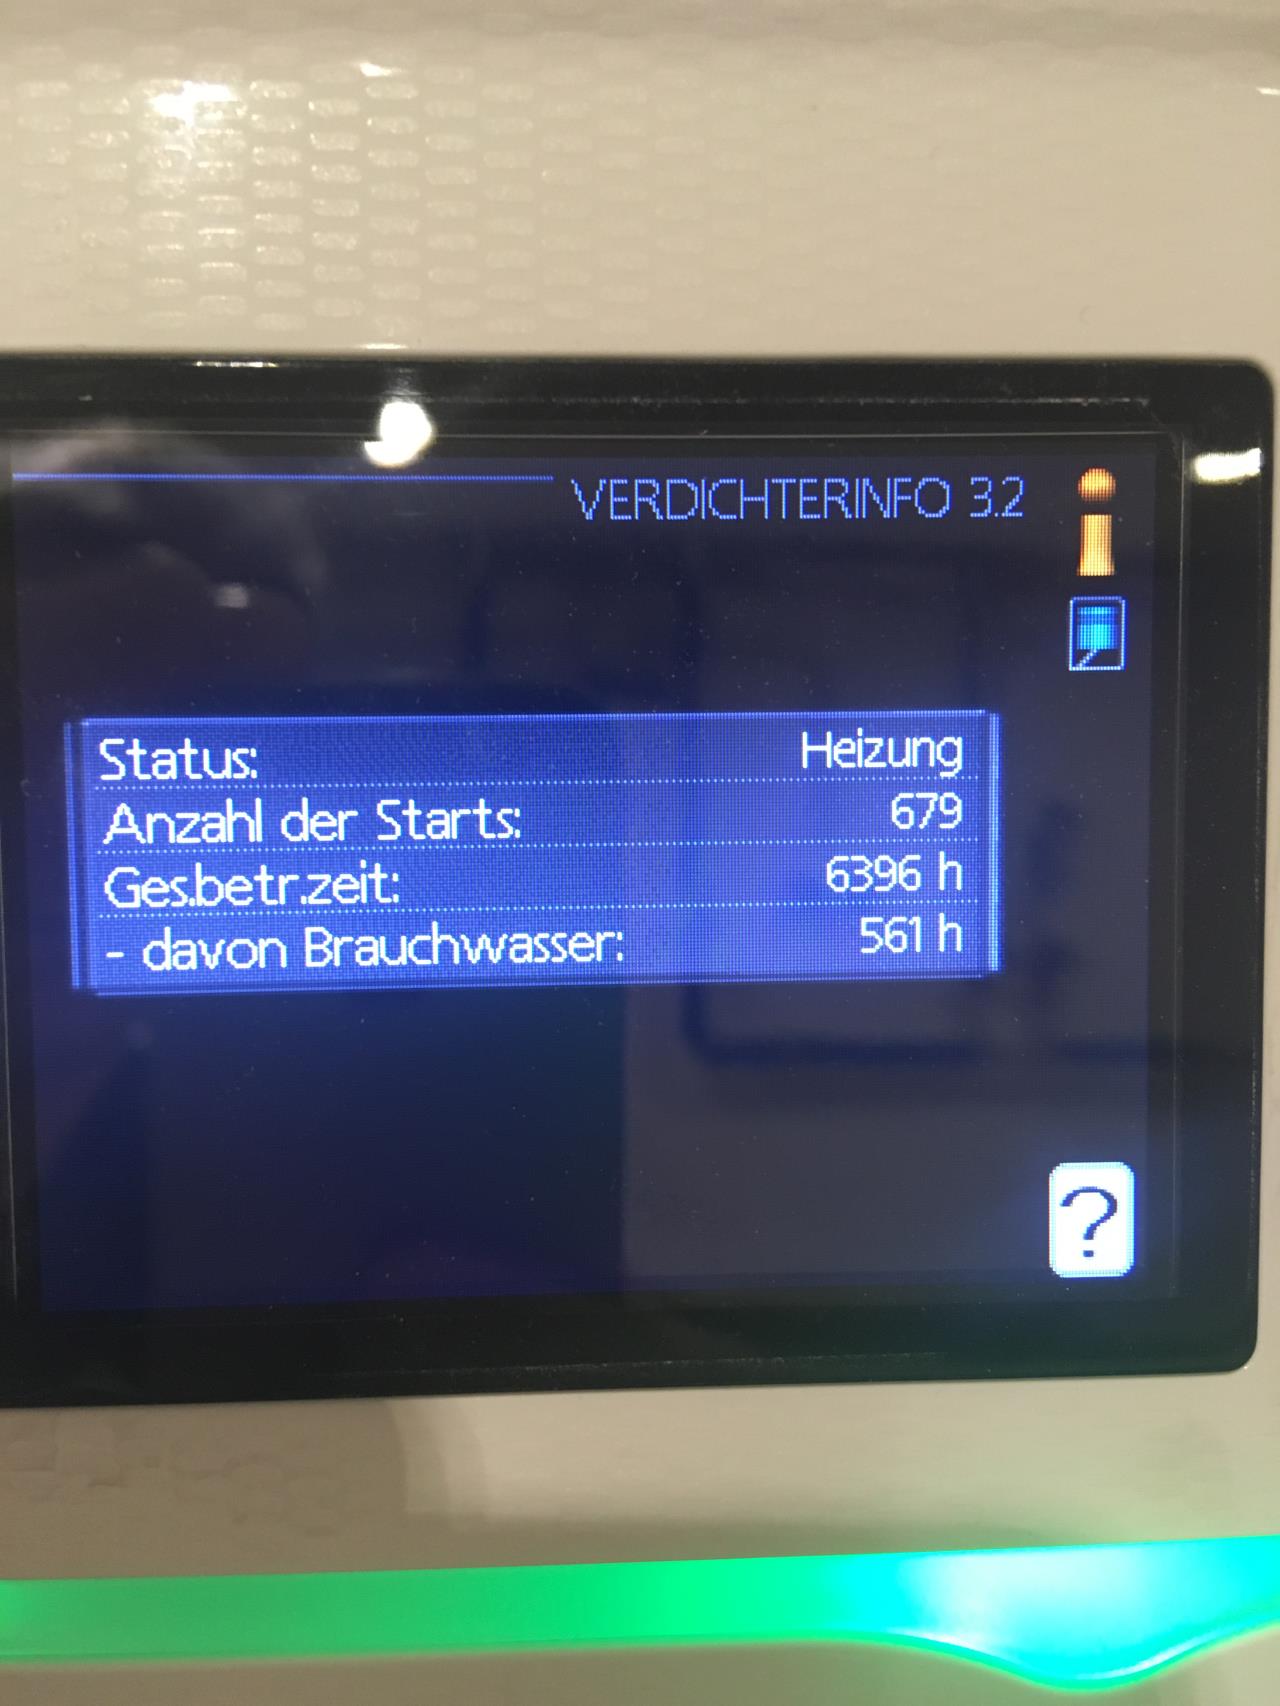 VERDICHTERINFO 3.2
Status: Heizung
Anzahl der Starts: 679
Ges.betr.zeit: 6396 h
- davon Brauchwasser: 561 h
?